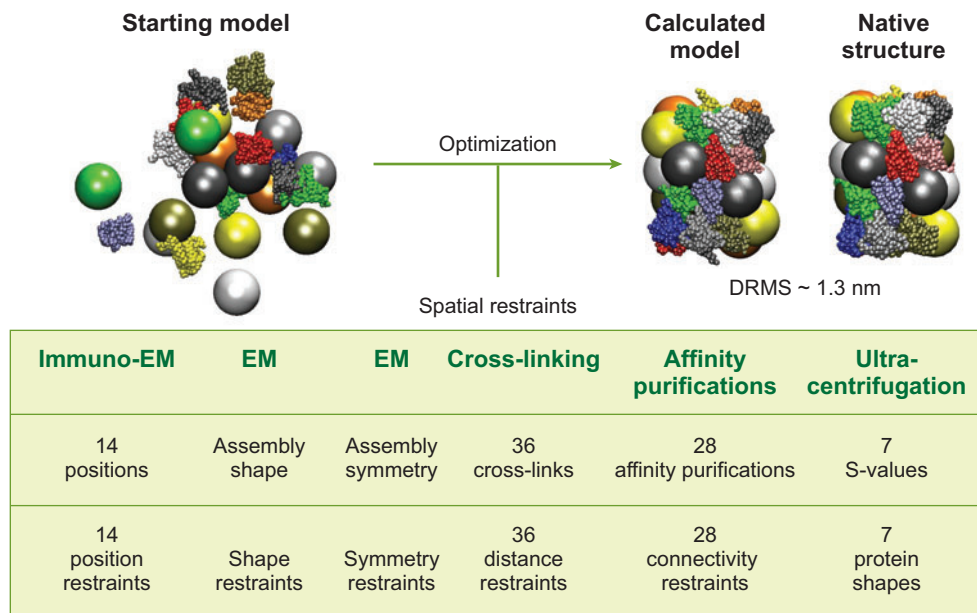 Starting model
Calculated
model
Native
structure
Optimization
DRMS ~ 1.3 nm
Spatial restraints
Immuno-EM
EM
EM
Cross-linking
Affinity
purifications
Ultra-
centrifugation
14
positions
Assembly
shape
Assembly
symmetry
36
cross-links
28
affinity purifications
7
S-values
14
position
restraints
Shape
restraints
Symmetry
restraints
36
distance
restraints
28
connectivity
restraints
7
protein
shapes